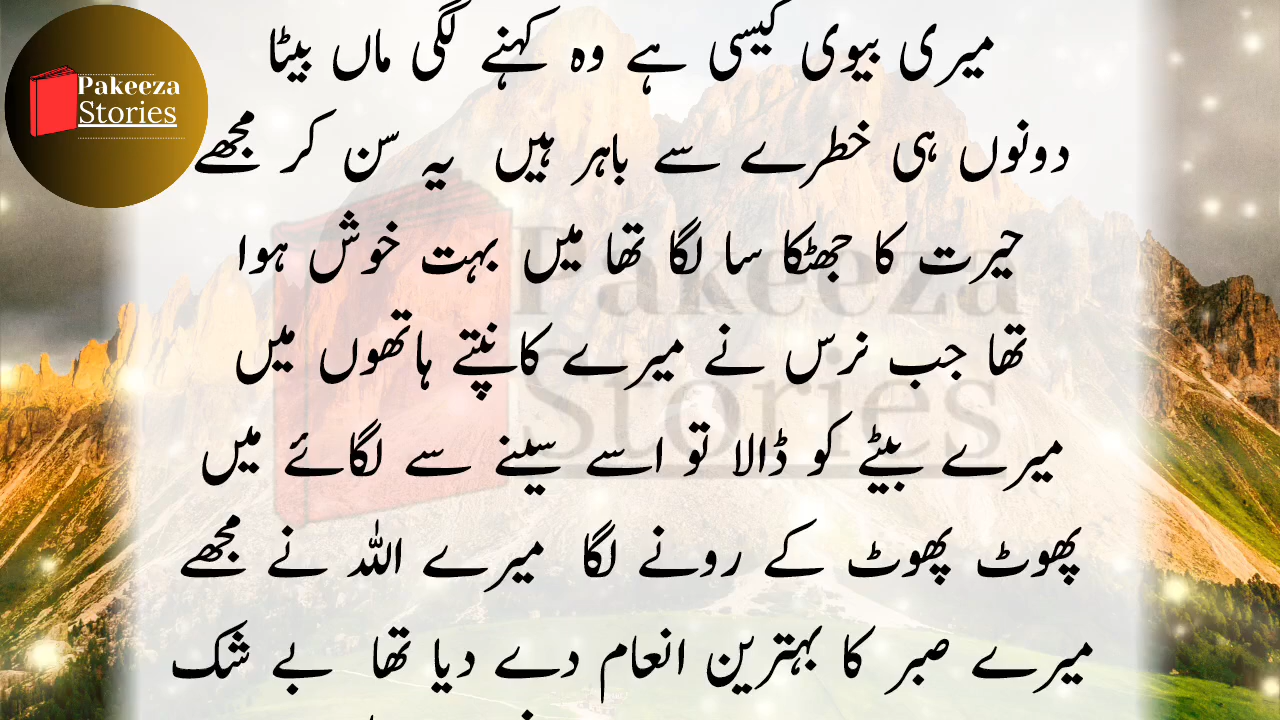 Pakeeza
Stories
میری بیوی کیسی ہے وہ کہنے لگی ماں بیٹا
دونوں ہی خطرے سے باہر ہیں یہ سن کر مجھے
حیرت کا جھٹکا سا لگا تھا میں بہت خوش ہوا
تھا جب نرس نے میرے کانپتے ہاتھوں میں
میرے بیٹے کو ڈالا تو اسے سینے سے لگائے میں
پھوٹ پھوٹ کے رونے لگا میرے اللہ نے مجھے
میرے صبر کا بہترین انعام دے دیا تھا بے شک
Pakeeza
Stories